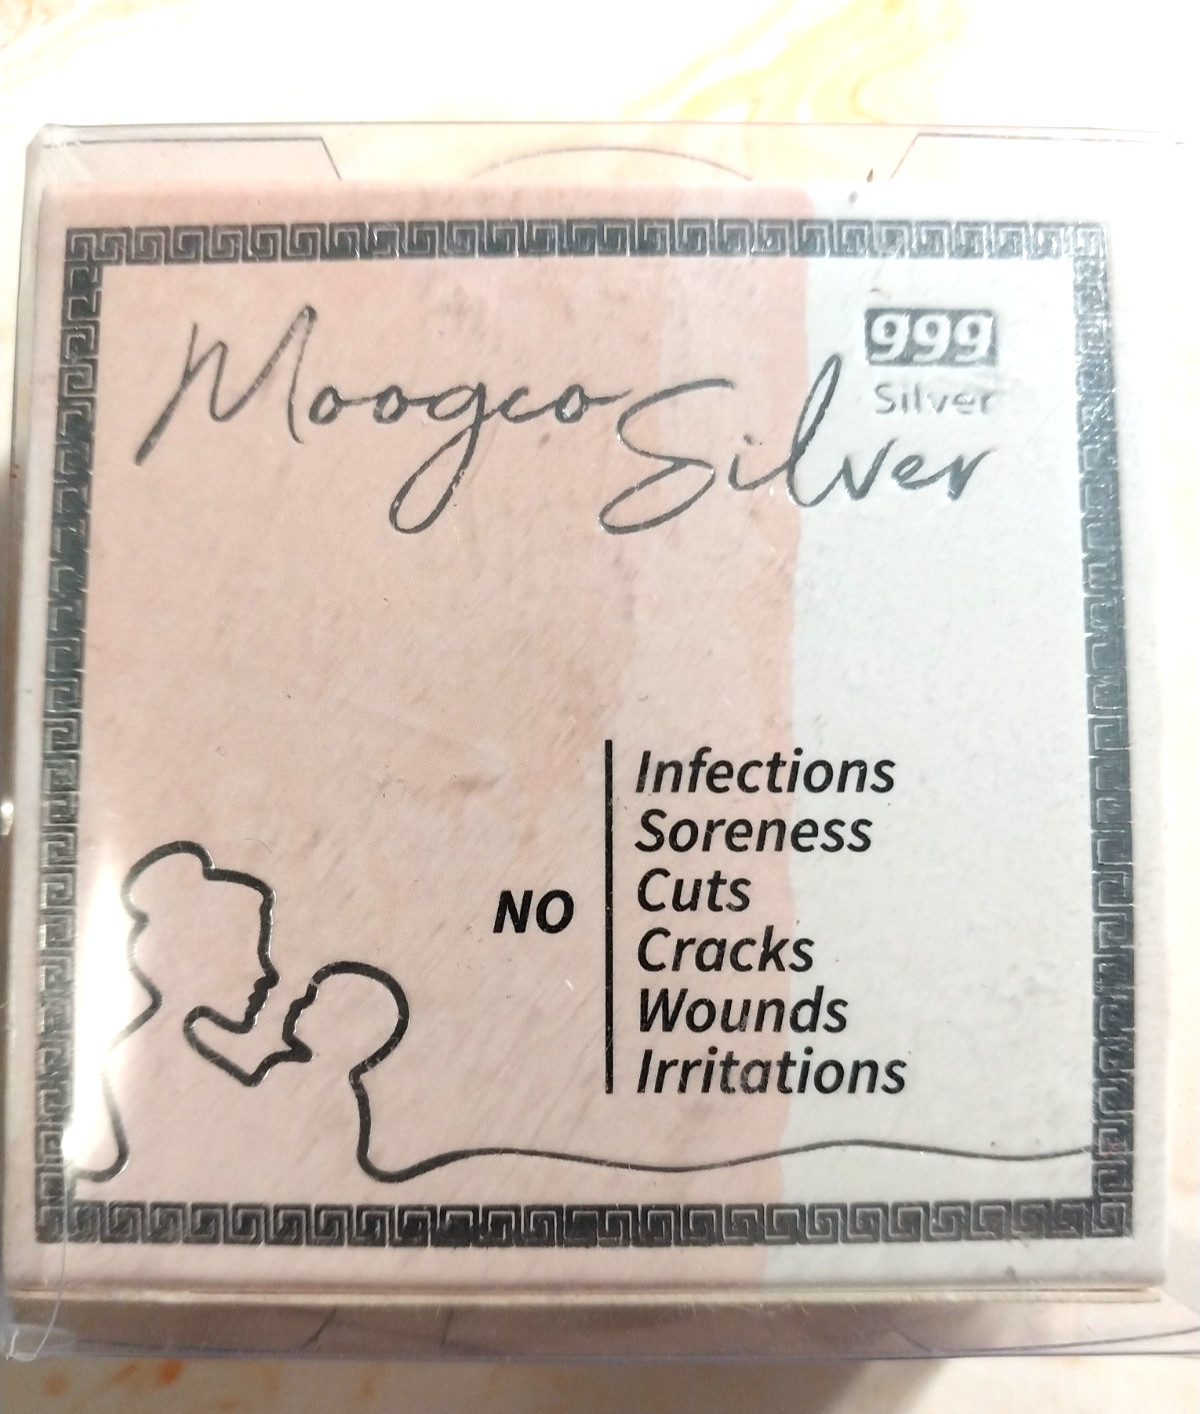 Moogco Silver
999
Silver
NO
Infections
Soreness
Cuts
Cracks
Wounds
Irritations